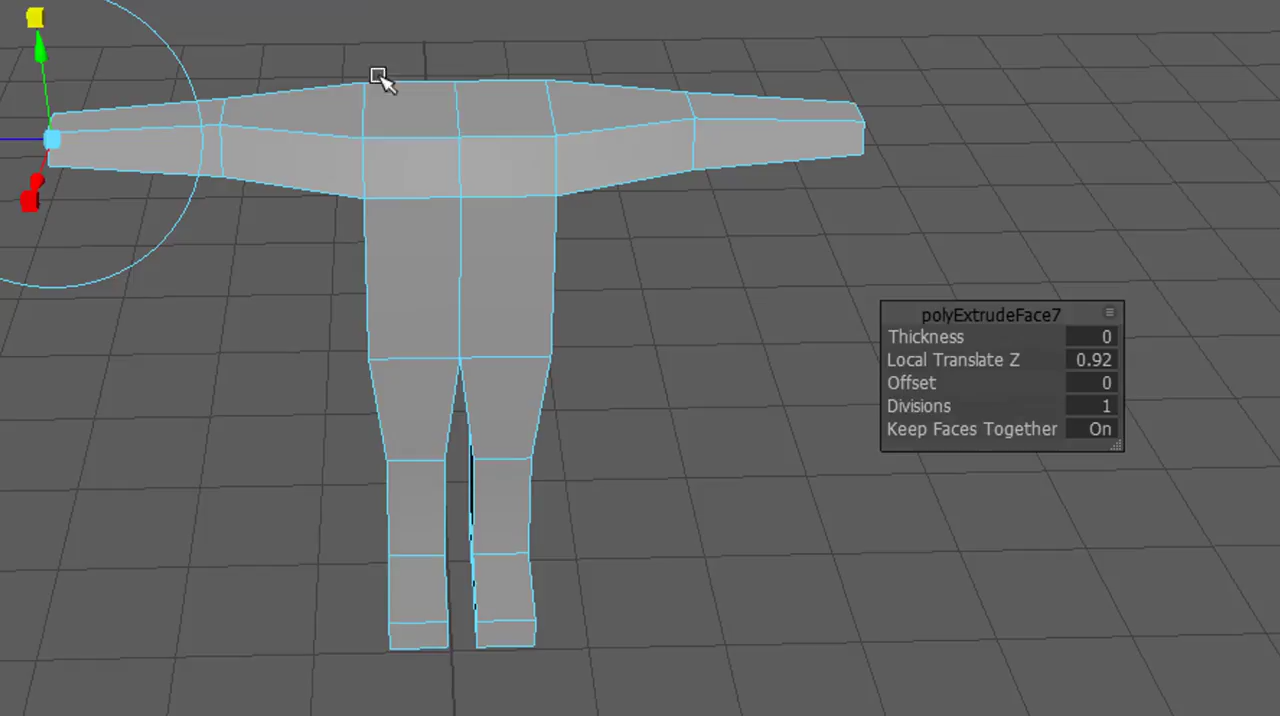 polyExtrudeFace7
Thickness 0
Local Translate Z 0.92
Offset 0
Divisions 1
Keep Faces Together On